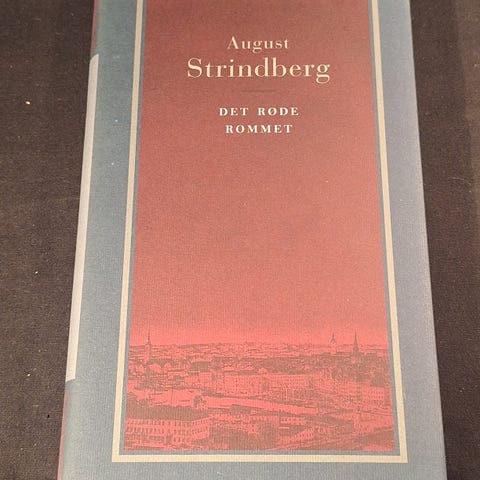 August
Strindberg
DET RØDE
ROMMET